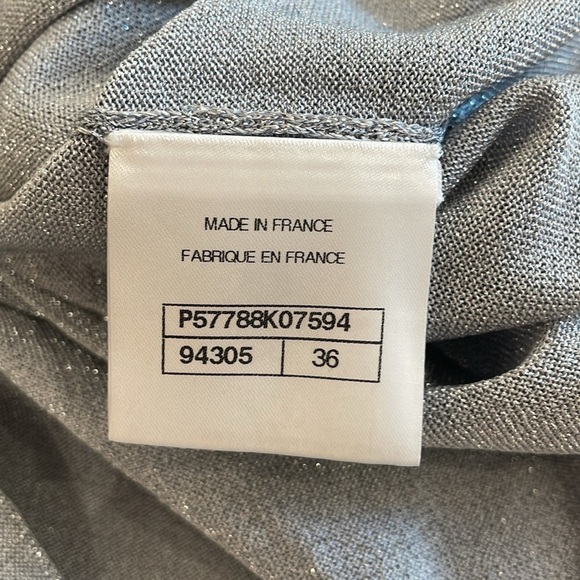 MADE IN FRANCE
FABRIQUE EN FRANCE
P57788K07594
94305 36